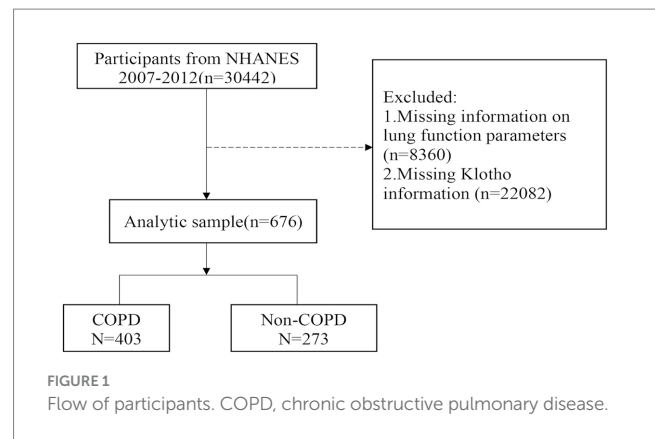 Participants from NHANES
2007-2012(n=30442)
Excluded:
1.Missing information on
lung function parameters
(n=8360)
2.Missing Klotho
information (n=22082)
Analytic sample(n=676)
COPD
N=403
Non-COPD
N=273
FIGURE 1
Flow of participants. COPD, chronic obstructive pulmonary disease.